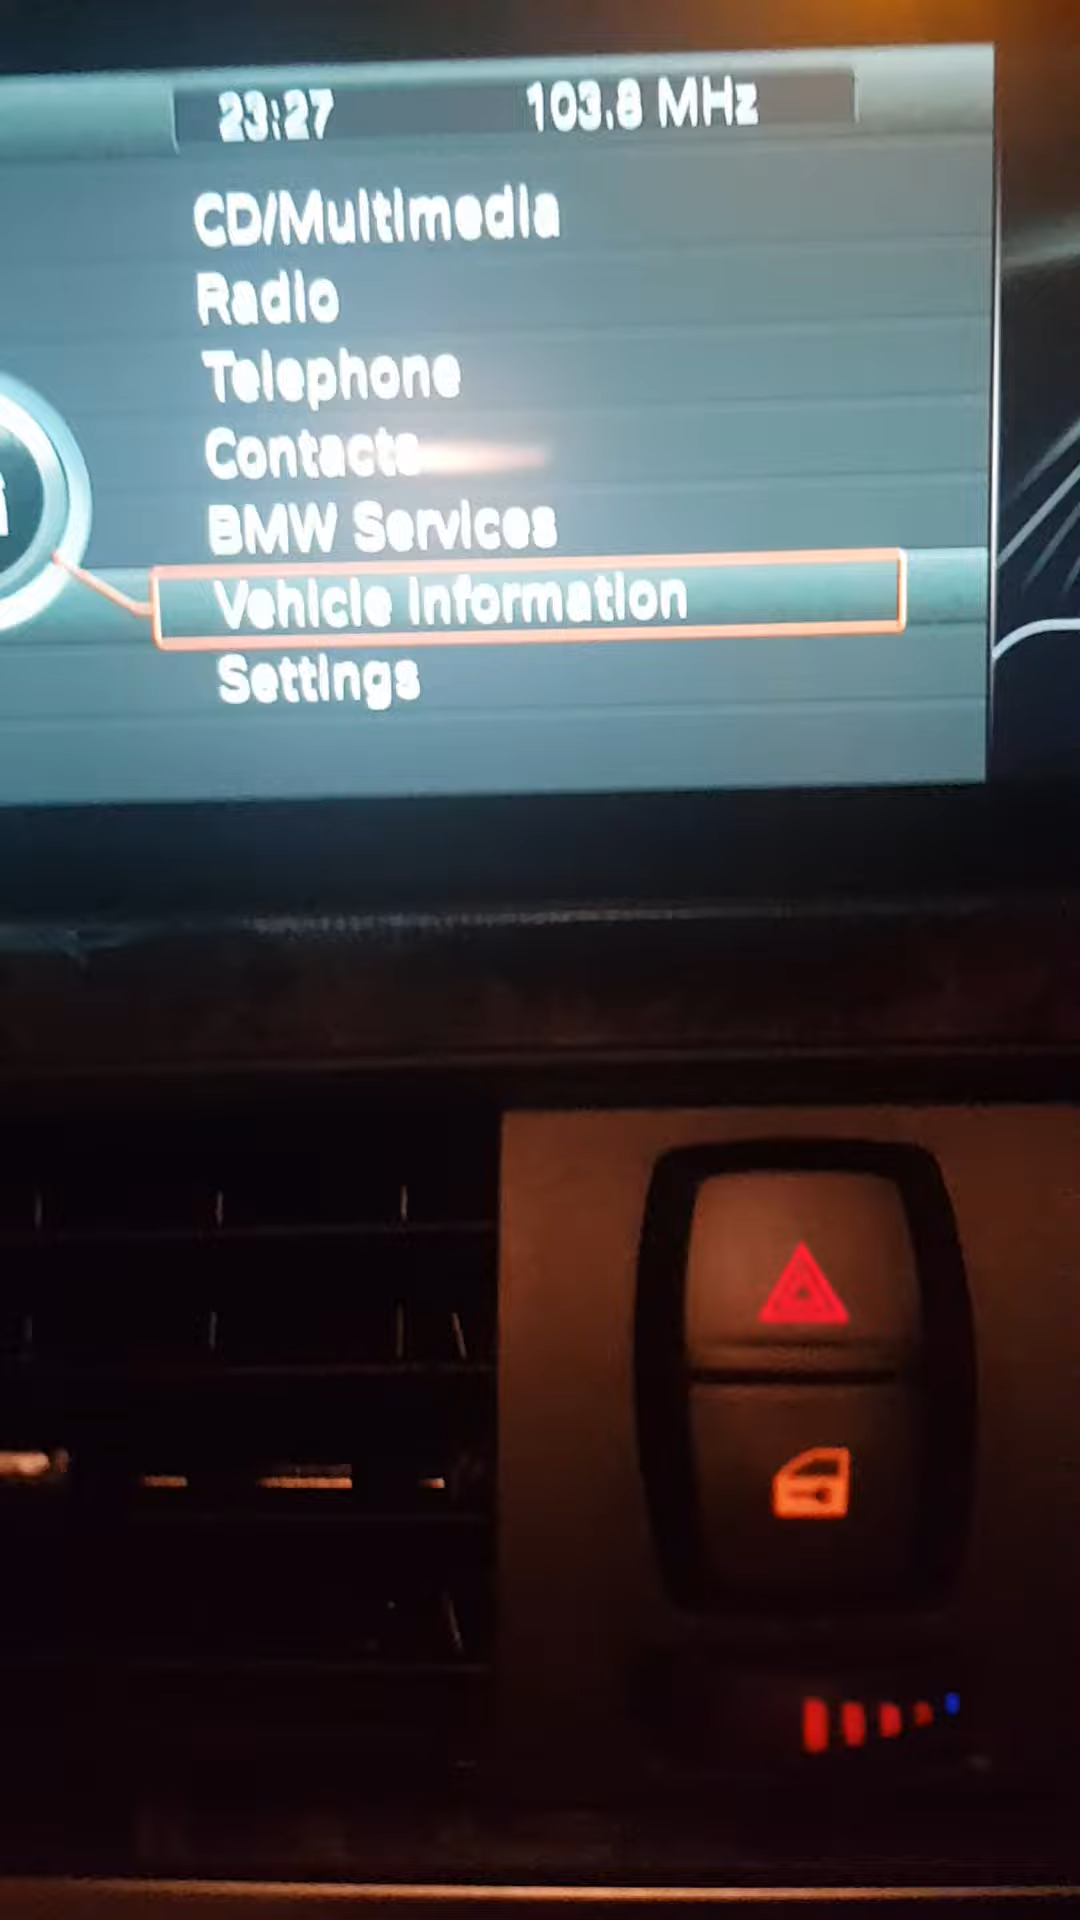 23:27 103.8 MHz
CD/Multimedia
Radio
Telephone
Contacts
BMW Services
Vehicle Information
Settings